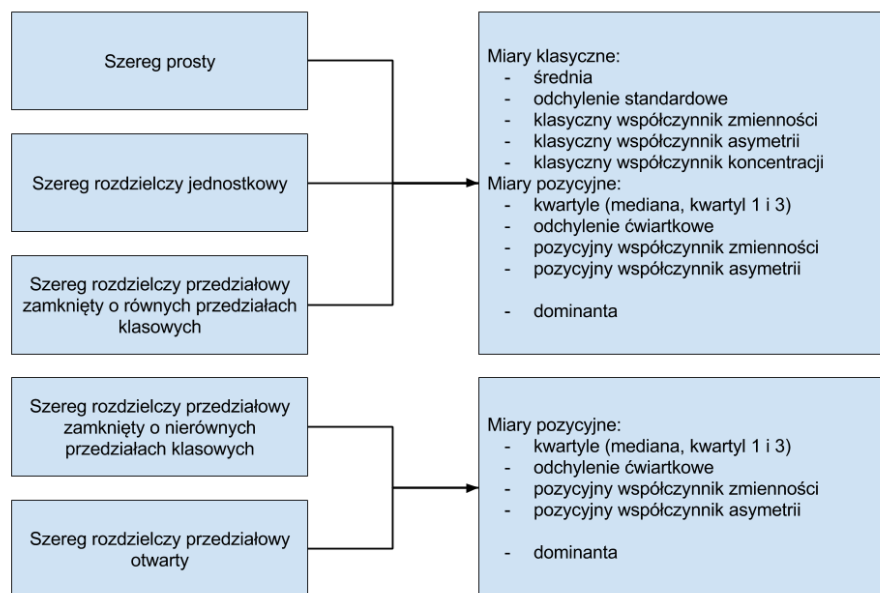 Szereg prosty
Szereg rozdzielczy jednostkowy
Szereg rozdzielczy przedziałowy
zamknięty o równych przedziałach
klasowych
Miary klasyczne:
- średnia
- odchylenie standardowe
- klasyczny współczynnik zmienności
- klasyczny współczynnik asymetrii
- klasyczny współczynnik koncentracji
Miary pozycyjne:
- kwartyle (mediana, kwartyl 1 i 3)
- odchylenie ćwiartkowe
- pozycyjny współczynnik zmienności
- pozycyjny współczynnik asymetrii
- dominanta
Szereg rozdzielczy przedziałowy
zamknięty o nierównych
przedziałach klasowych
Szereg rozdzielczy przedziałowy
otwarty
Miary pozycyjne:
- kwartyle (mediana, kwartyl 1 i 3)
- odchylenie ćwiartkowe
- pozycyjny współczynnik zmienności
- pozycyjny współczynnik asymetrii
- dominanta